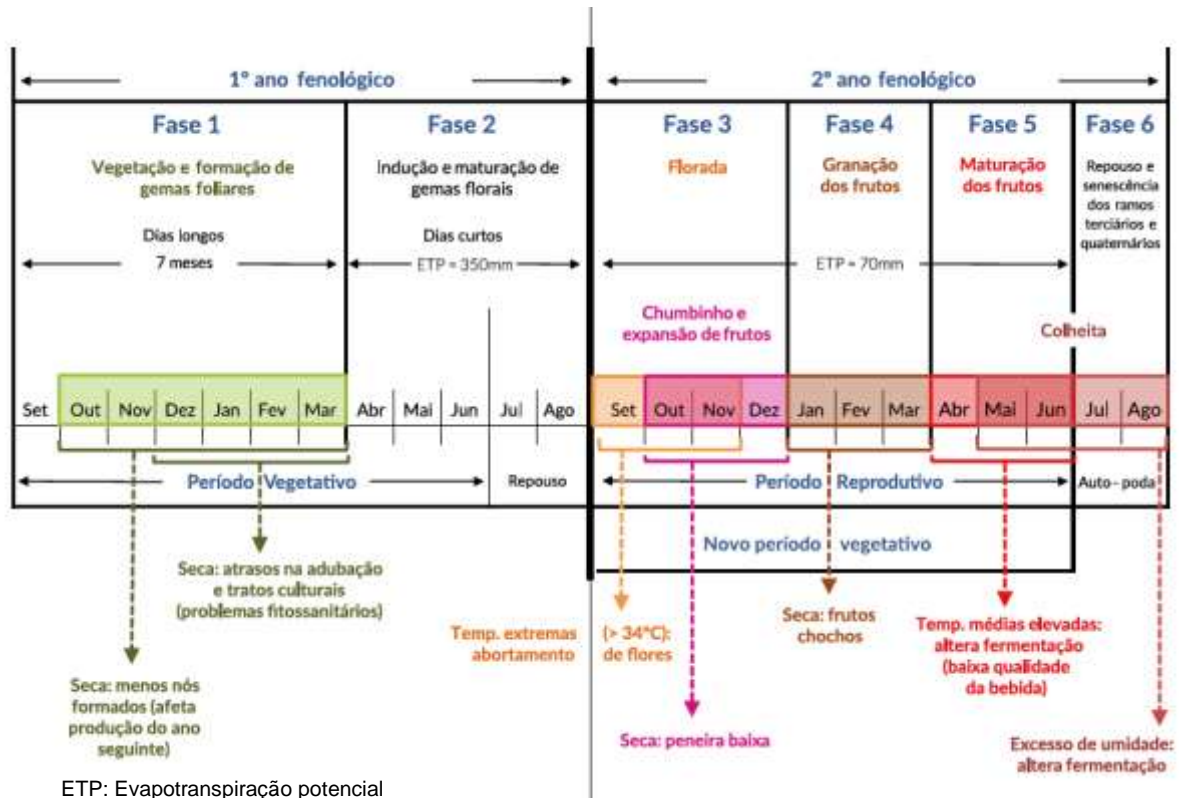 1º ano fenológico
2º ano fenológico
Fase 1
Fase 2
Fase 3
Fase 4
Fase 5
Fase 6
Vegetação e formação de
gemas foliares
Indução e maturação de
gemas florais
Florada
Granação
dos frutos
Maturação
dos frutos
Repouso e
senescência
dos ramos
terciários e
quaternários
Dias longos
7 meses
Dias curtos
ETP = 350mm
ETP = 70mm
Chumbinho e
expansão de frutos
Colheita
Set Out Nov Dez Jan Fev Mar Abr Mai Jun Jul Ago
Set Out Nov Dez Jan Fev Mar Abr Mai Jun Jul Ago
Período Vegetativo
Repouso
Período Reprodutivo
Auto-poda
Novo período vegetativo
Seca: atrasos na adubação
e tratos culturais
(problemas fitossanitários)
Seca: menos nós
formados (afeta
produção do ano
seguinte)
Temp. extremas (> 34°C):
abortamento de flores
Seca: peneira baixa
Seca: frutos
chochos
Temp. médias elevadas:
altera fermentação
(baixa qualidade
da bebida)
Excesso de umidade:
altera fermentação
ETP: Evapotranspiração potencial